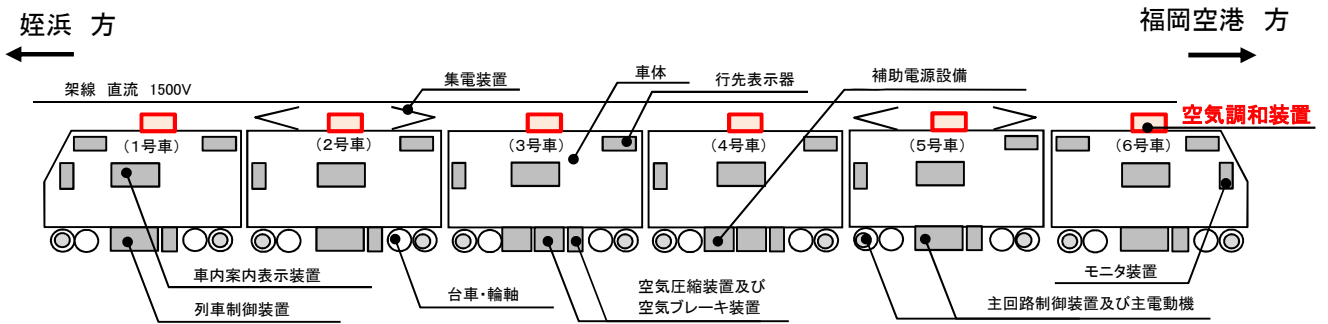 姪浜 方
福岡空港 方
架線 直流 1500V
集電装置
車体
行先表示器
補助電源設備
空気調和装置
(1号車)
(2号車)
(3号車)
(4号車)
(5号車)
(6号車)
車内案内表示装置
列車制御装置
台車・輪軸
空気圧縮装置及び
空気ブレーキ装置
モニタ装置
主回路制御装置及び主電動機